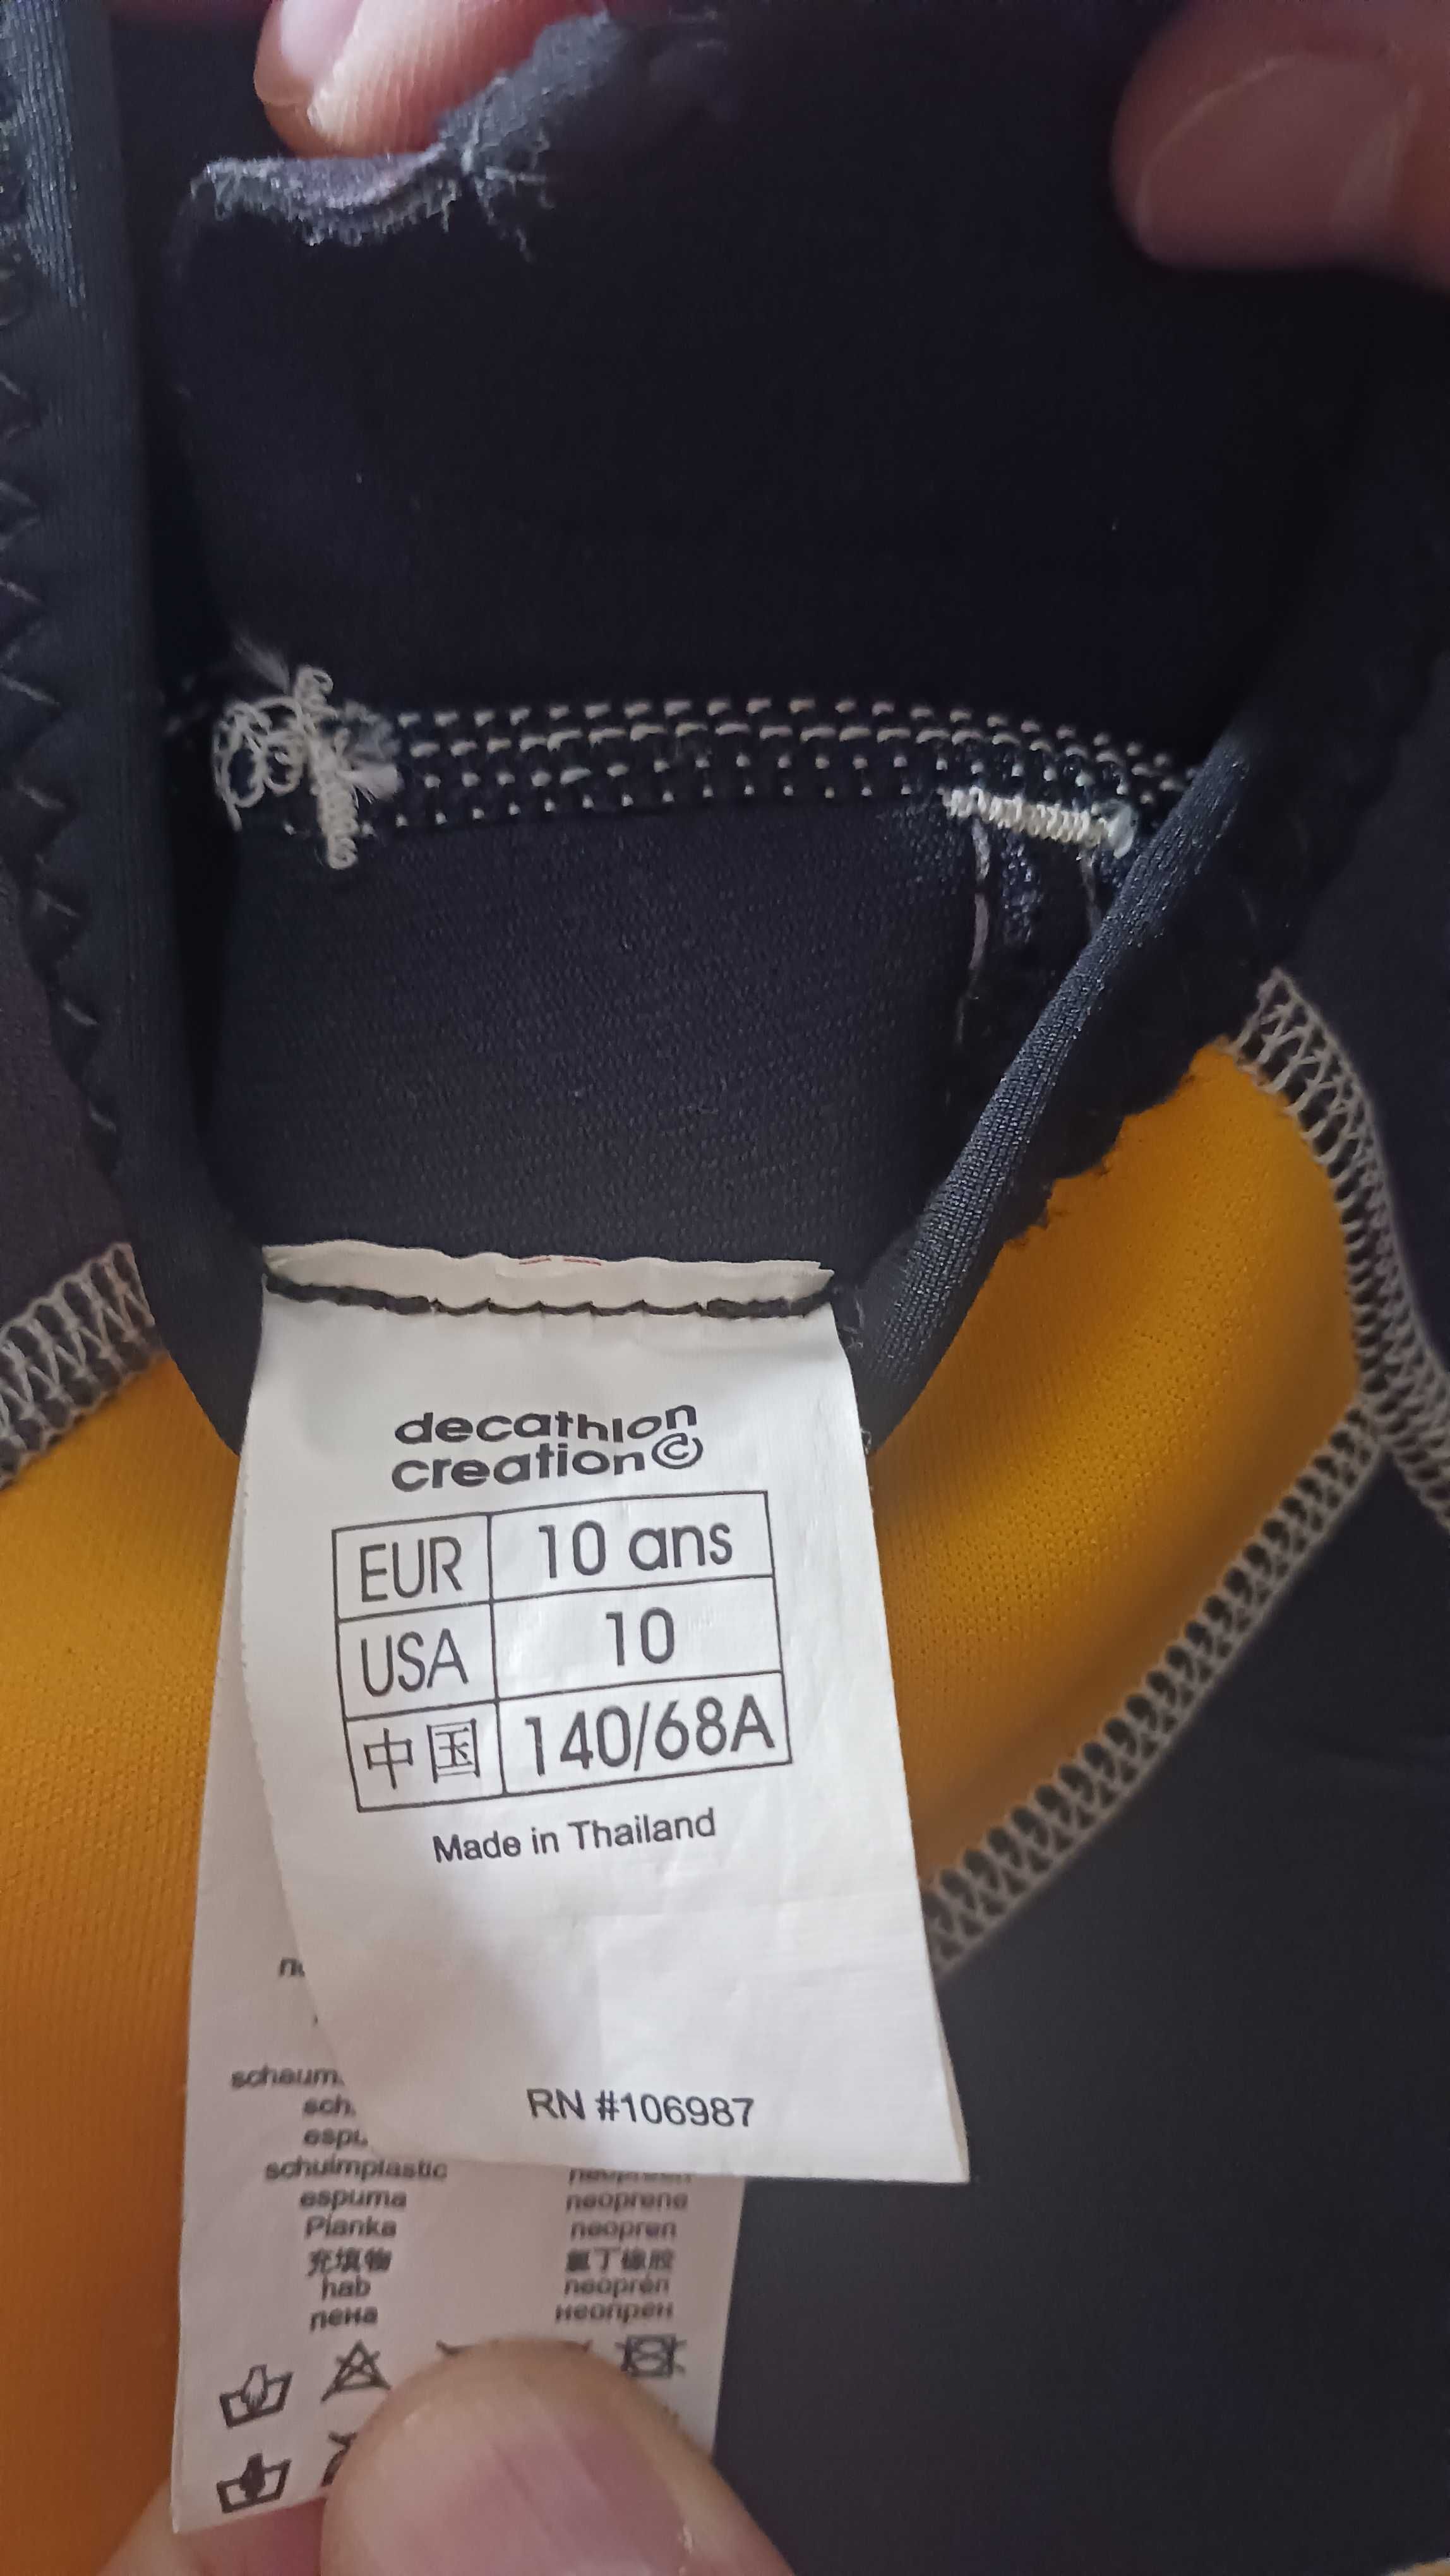 decathlon
creation©
EUR 10 ans
USA 10
中国 140/68A
Made in Thailand
RN #106987
schuimplastic
espuma neoprene
Pianka neopren
充填物 氯丁橡胶
hab neoprén
пена неопрен